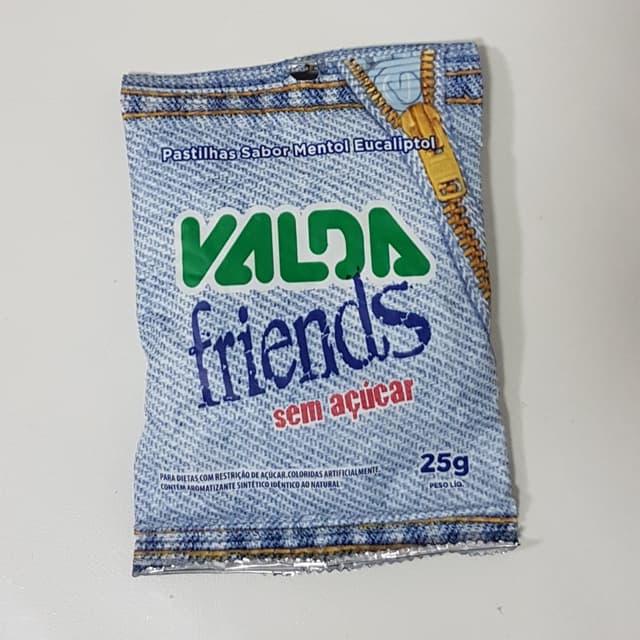 Pastilhas Sabor Mentol Eucaliptol
VALDA
friends
sem açúcar
25g
PESO LÍQ.
PARA DIETAS COM RESTRIÇÃO DE AÇÚCAR. COLORIDAS ARTIFICIALMENTE.
CONTÉM AROMATIZANTE SINTÉTICO IDÊNTICO AO NATURAL